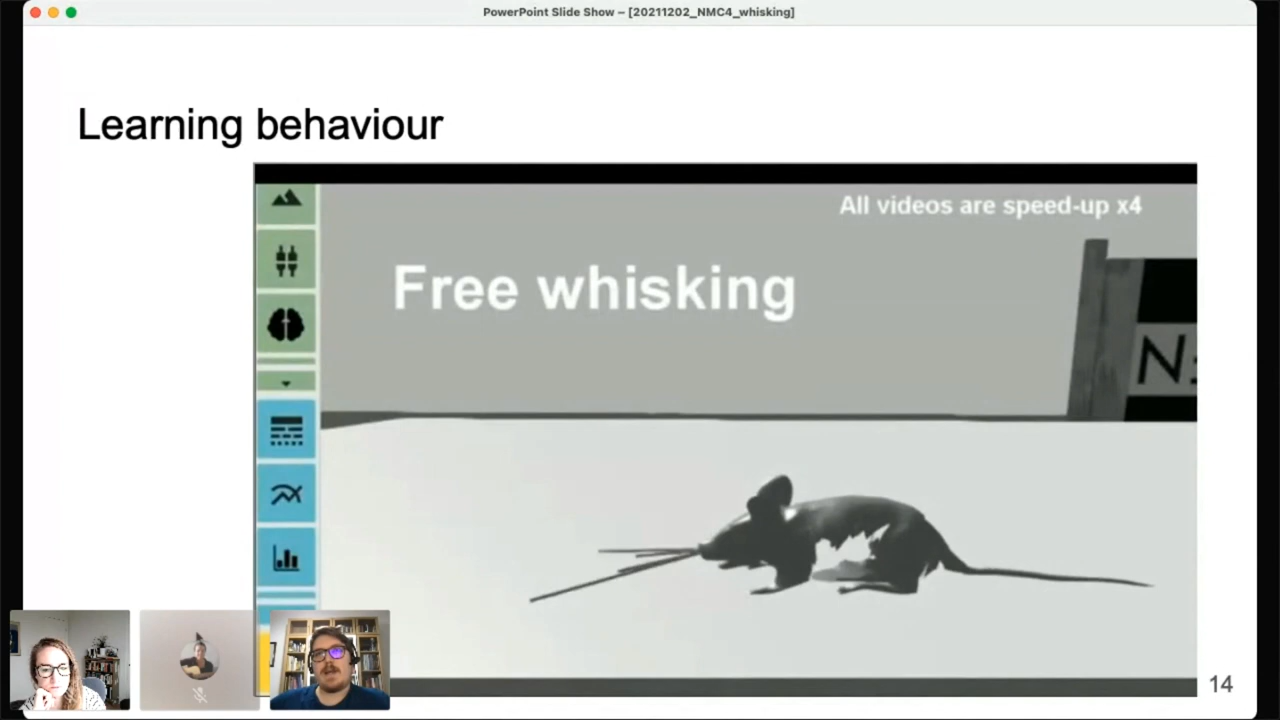 PowerPoint Slide Show – [20211202_NMC4_whisking]
Learning behaviour
All videos are speed-up x4
Free whisking
14